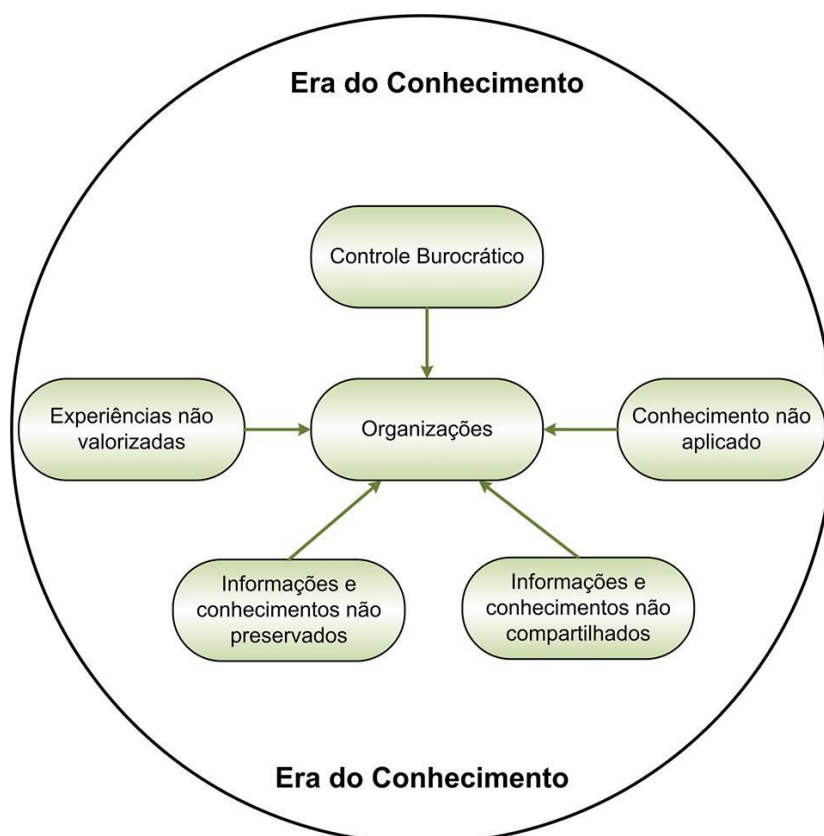 Era do Conhecimento
Controle Burocrático
Experiências não
valorizadas
Organizações
Conhecimento não
aplicado
Informações e
conhecimentos não
preservados
Informações e
conhecimentos não
compartilhados
Era do Conhecimento